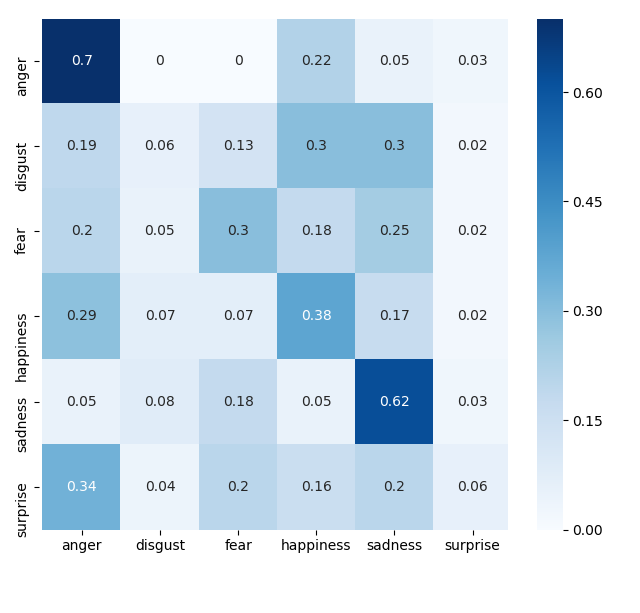 anger 0.7 0 0 0.22 0.05 0.03
disgust 0.19 0.06 0.13 0.3 0.3 0.02
fear 0.2 0.05 0.3 0.18 0.25 0.02
happiness 0.29 0.07 0.07 0.38 0.17 0.02
sadness 0.05 0.08 0.18 0.05 0.62 0.03
surprise 0.34 0.04 0.2 0.16 0.2 0.06
anger disgust fear happiness sadness surprise
0.60
0.45
0.30
0.15
0.00